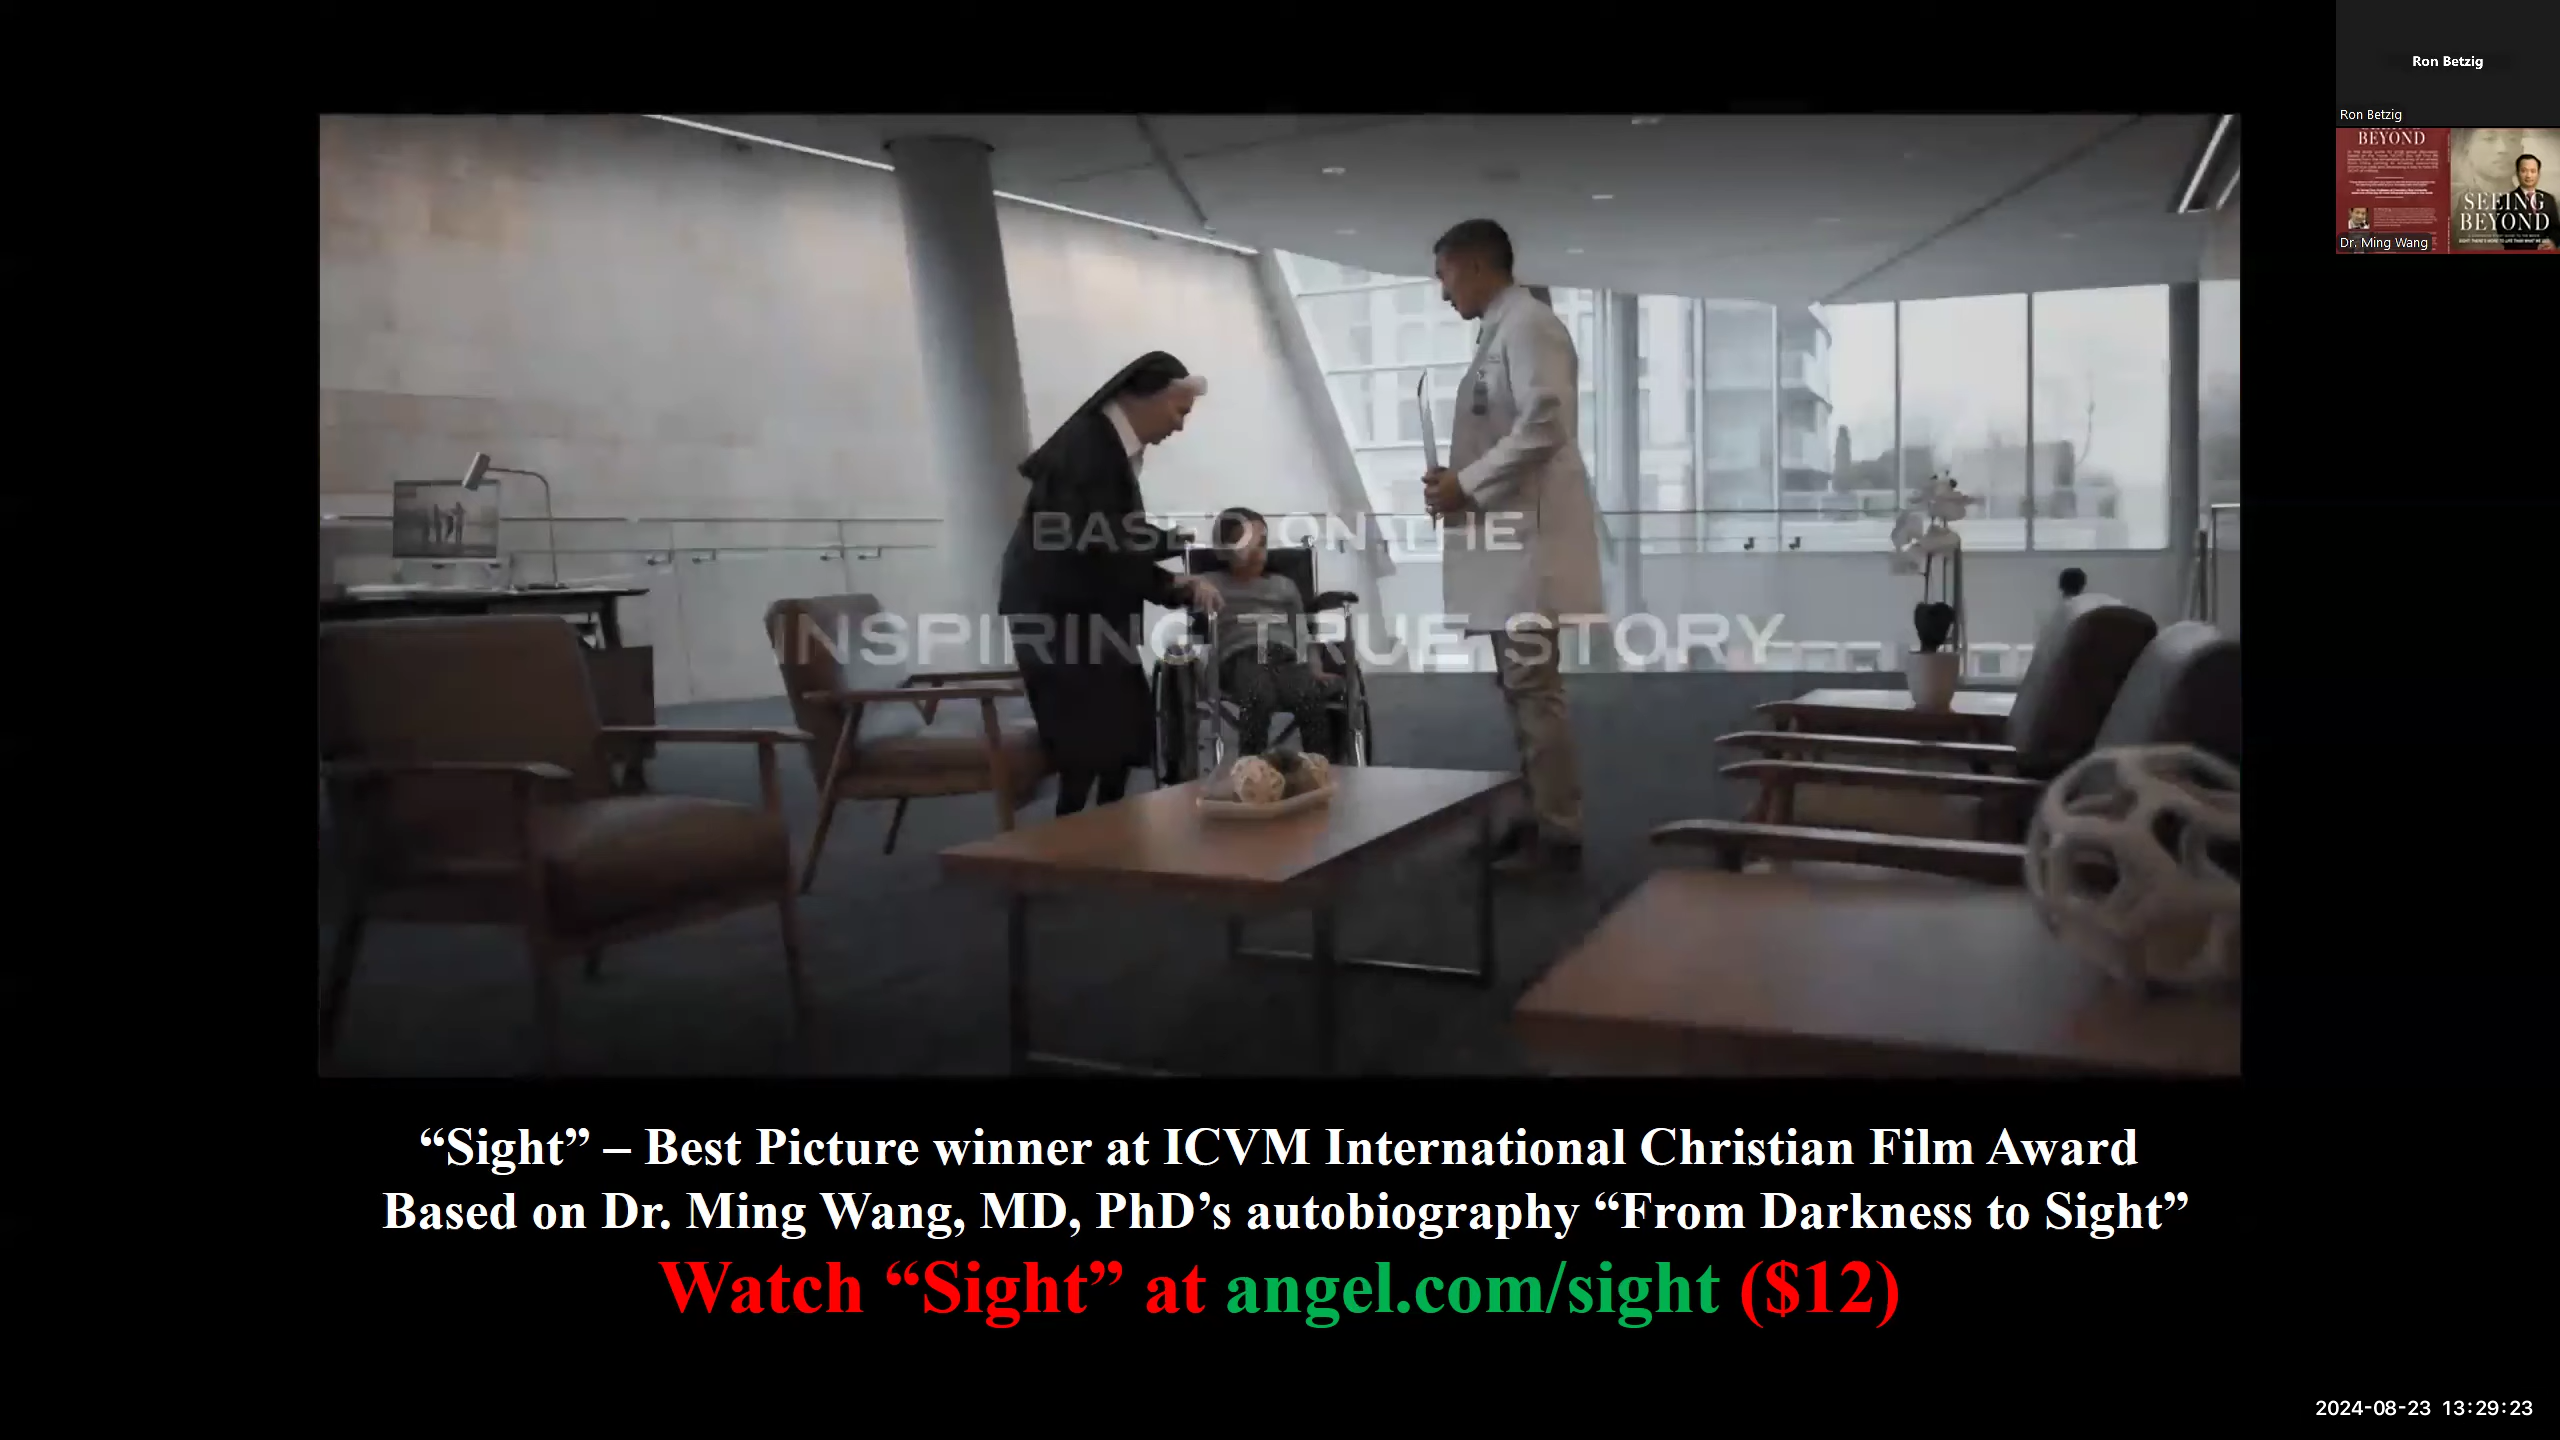 Ron Betzig
Ron Betzig
BEYOND
SEEING
BEYOND
Dr. Ming Wang
BASED ON THE
INSPIRING TRUE STORY
“Sight” – Best Picture winner at ICVM International Christian Film Award
Based on Dr. Ming Wang, MD, PhD’s autobiography “From Darkness to Sight”
Watch “Sight” at angel.com/sight ($12)
2024-08-23 13:29:23